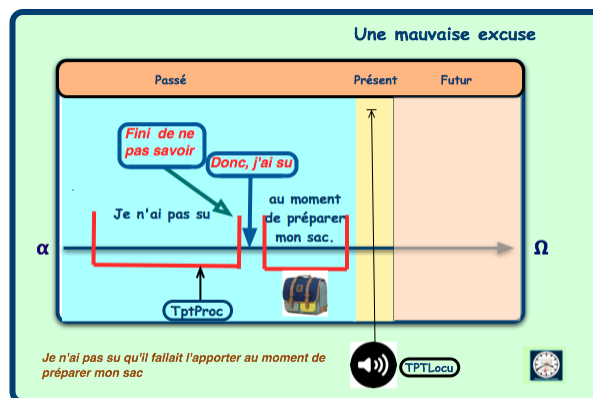 Une mauvaise excuse
Passé
Présent
Futur
Fini de ne
pas savoir
Donc, j'ai su
Je n'ai pas su
au moment
de préparer
mon sac.
α
Ω
TptProc
Je n'ai pas su qu'il fallait l'apporter au moment de
préparer mon sac
TPTLocu